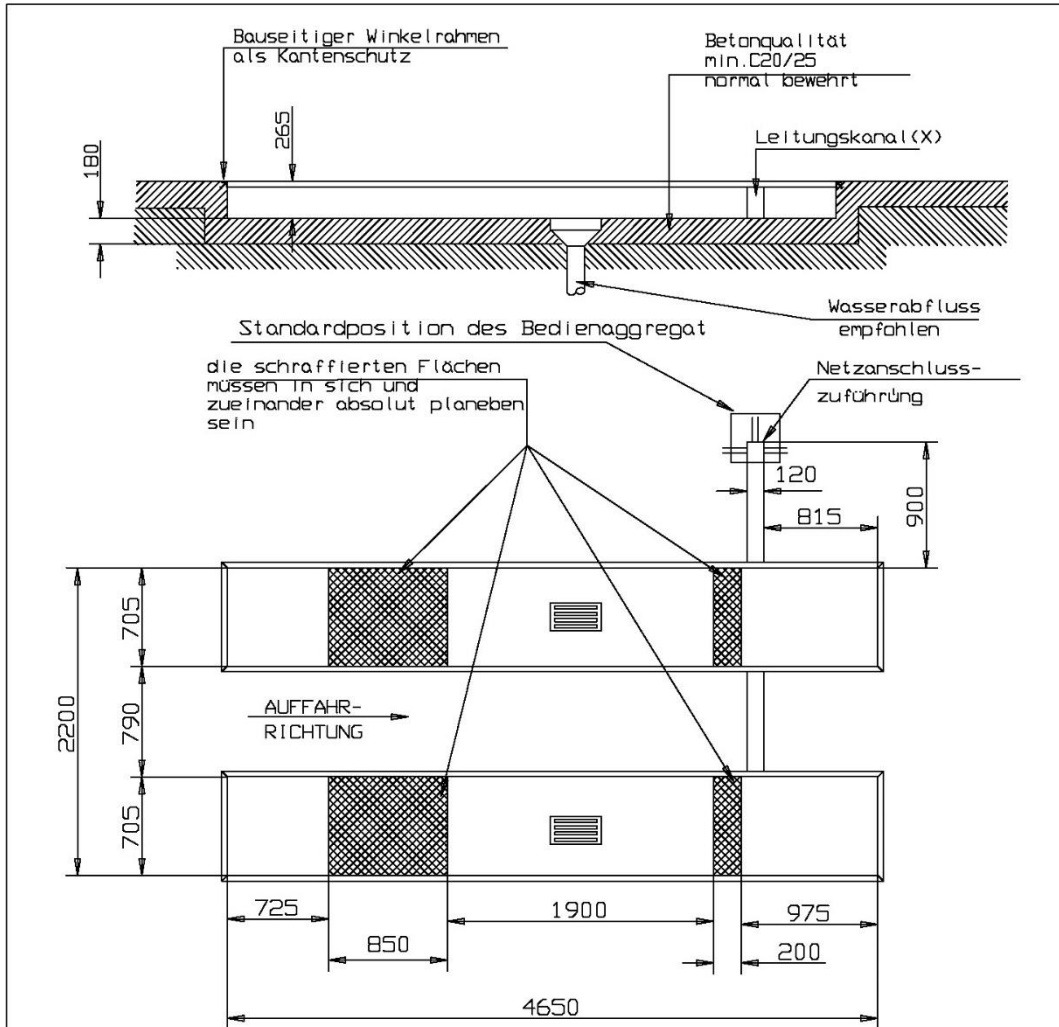 Bauseitiger Winkelrahmen
als Kantenschutz
Betonqualität
min.C20/25
normal bewehrt
265
180
Leitungskanal(X)
Wasserabfluss
empfohlen
Standardposition des Bedienaggregat
die schraffierten Flächen
müssen in sich und
zueinander absolut planeben
sein
Netzanschluss-
zuführung
120
815
900
705
2200
790
705
AUFFAHR-
RICHTUNG
725
1900
975
850
200
4650